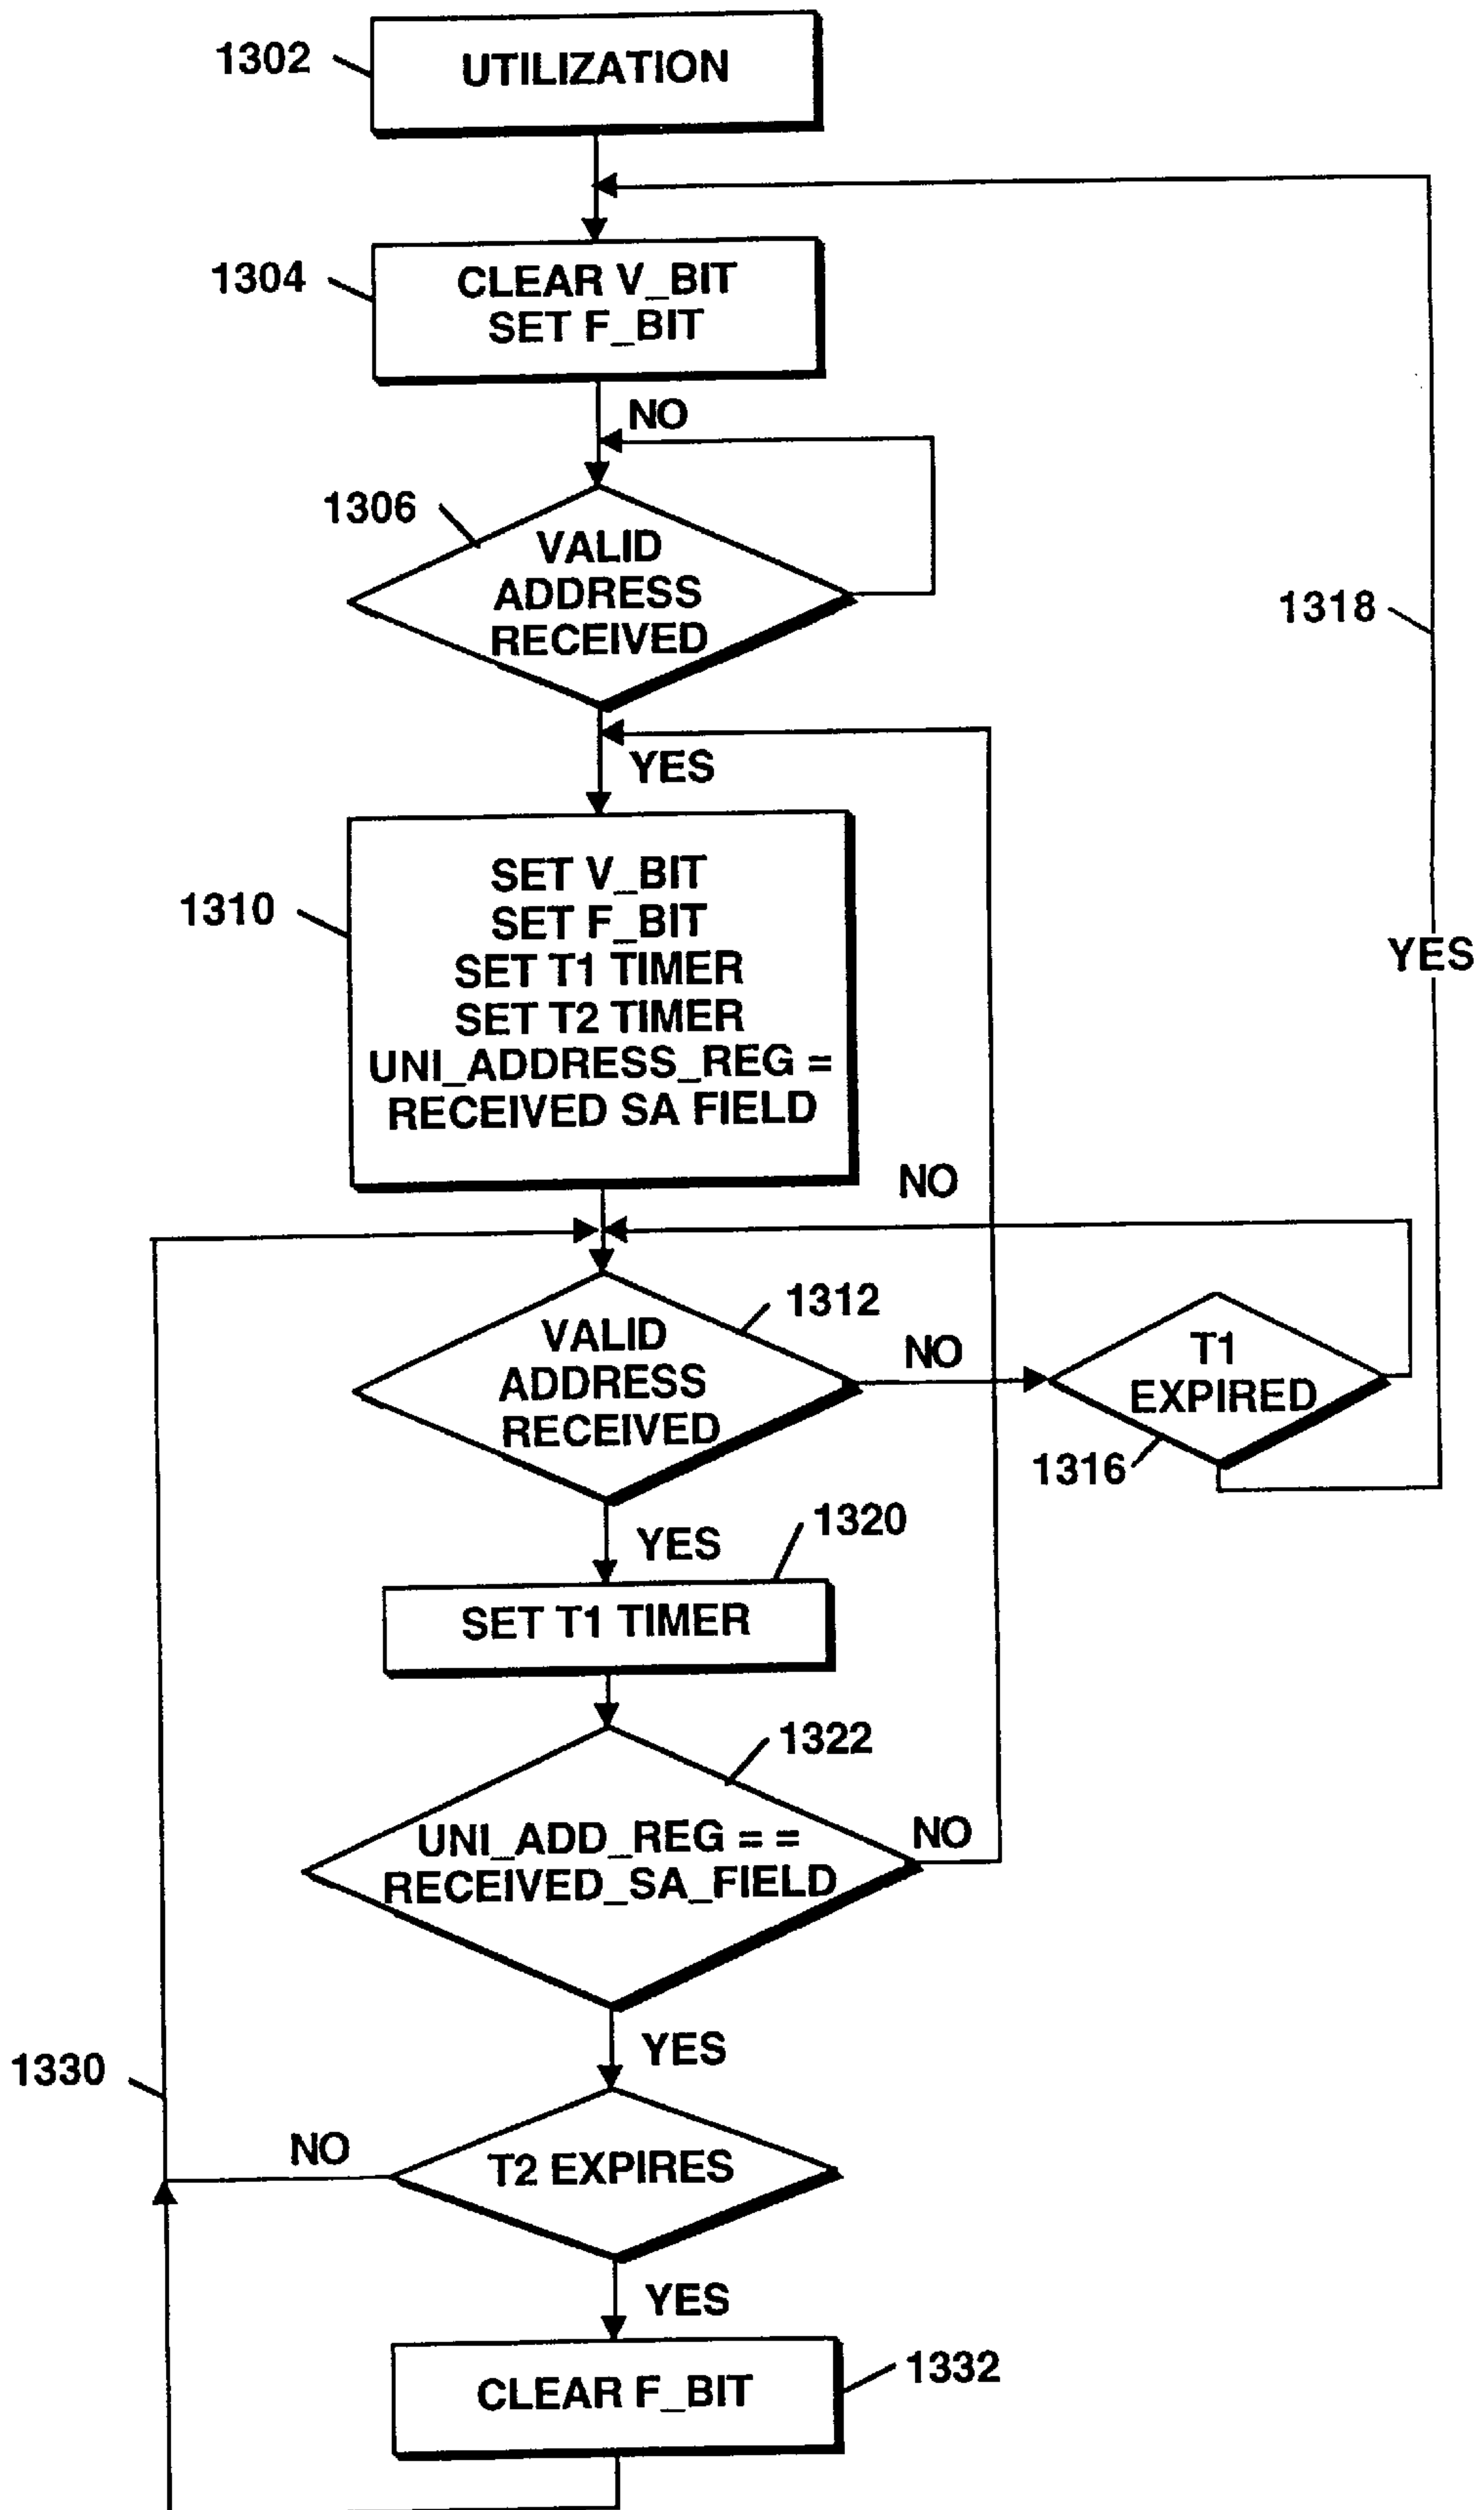 1302
UTILIZATION
1304
CLEAR V_BIT
SET F_BIT
NO
1306
VALID
ADDRESS
RECEIVED
1318
YES
1310
SET V_BIT
SET F_BIT
SET T1 TIMER
SET T2 TIMER
UNI_ADDRESS_REG =
RECEIVED SA FIELD
YES
NO
1312
VALID
ADDRESS
RECEIVED
NO
T1
EXPIRED
1316
YES
1320
SET T1 TIMER
1322
UNI_ADD_REG = =
RECEIVED_SA_FIELD
NO
YES
1330
NO
T2 EXPIRES
YES
CLEAR F_BIT
1332